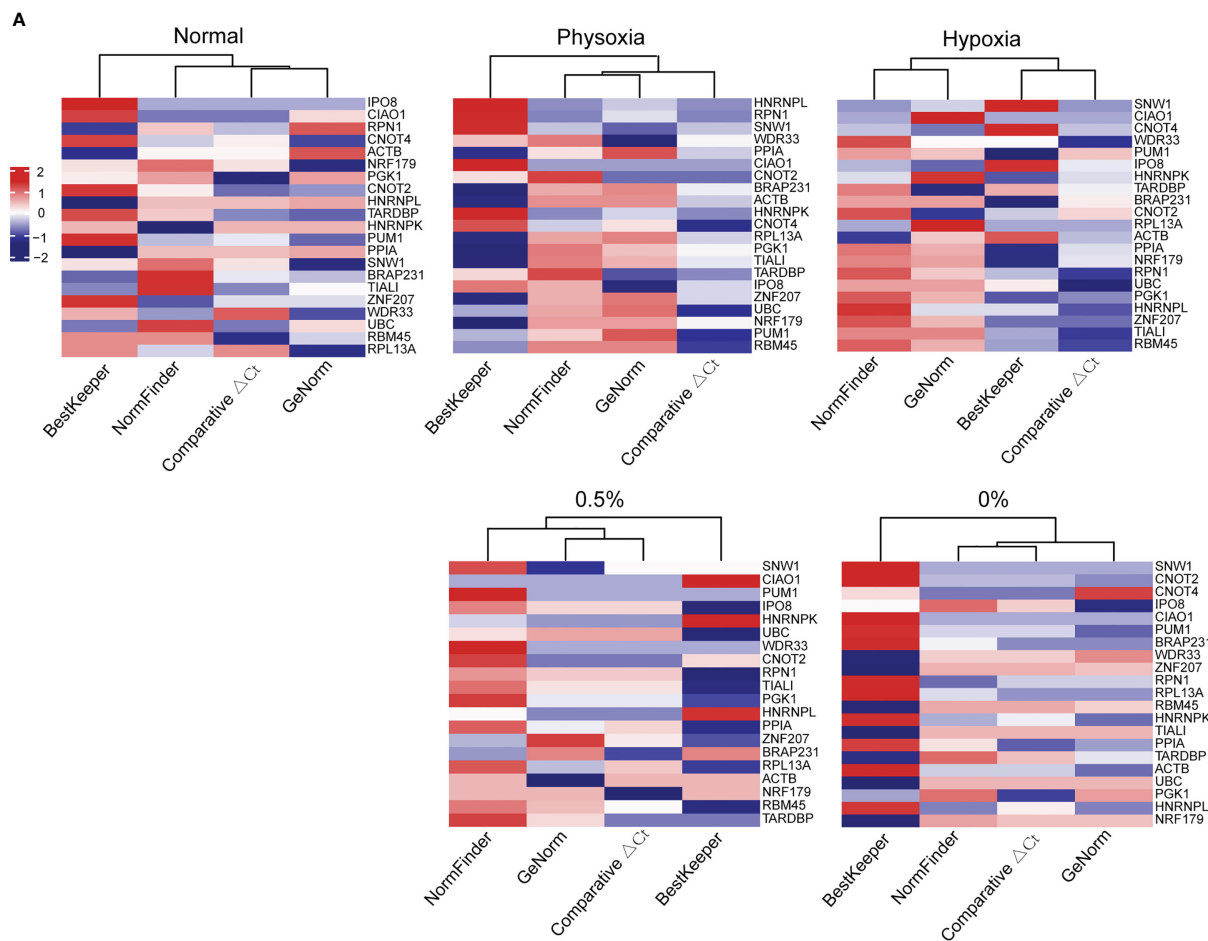 A
Normal
IPO8
CIAO1
RPN1
CNOT4
ACTB
NRF179
PGK1
CNOT2
HNRNPL
TARDBP
HNRNPK
PUM1
PPIA
SNW1
BRAP231
TIALI
ZNF207
WDR33
UBC
RBM45
RPL13A
2
1
0
−1
−2
BestKeeper
NormFinder
Comparative △Ct
GeNorm
Physoxia
HNRNPL
RPN1
SNW1
WDR33
PPIA
CIAO1
CNOT2
BRAP231
ACTB
HNRNPK
CNOT4
RPL13A
PGK1
TIALI
TARDBP
IPO8
ZNF207
UBC
NRF179
PUM1
RBM45
BestKeeper
NormFinder
GeNorm
Comparative △Ct
Hypoxia
SNW1
CIAO1
CNOT4
WDR33
PUM1
IPO8
HNRNPK
TARDBP
BRAP231
CNOT2
RPL13A
ACTB
PPIA
NRF179
RPN1
UBC
PGK1
HNRNPL
ZNF207
TIALI
RBM45
NormFinder
GeNorm
BestKeeper
Comparative △Ct
0.5%
SNW1
CIAO1
PUM1
IPO8
HNRNPK
UBC
WDR33
CNOT2
RPN1
TIALI
PGK1
HNRNPL
PPIA
ZNF207
BRAP231
RPL13A
ACTB
NRF179
RBM45
TARDBP
NormFinder
GeNorm
Comparative △Ct
BestKeeper
0%
SNW1
CNOT2
CNOT4
IPO8
CIAO1
PUM1
BRAP231
WDR33
ZNF207
RPN1
RPL13A
RBM45
HNRNPK
TIALI
PPIA
TARDBP
ACTB
UBC
PGK1
HNRNPL
NRF179
BestKeeper
NormFinder
Comparative △Ct
GeNorm